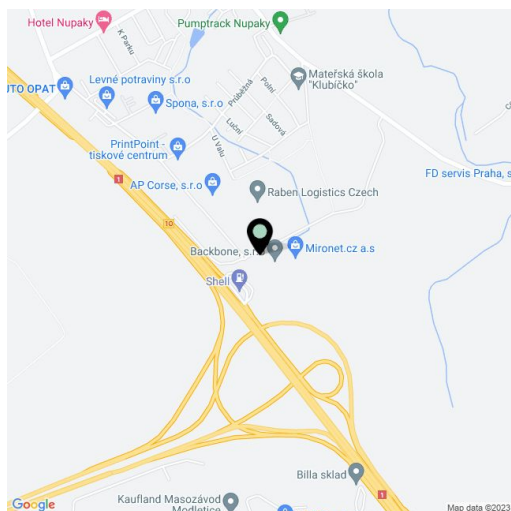 Hotel Nupaky
Pumptrack Nupaky
K Parku
Levné potraviny s.r.o
Mateřská škola
"Klubíčko"
UTO OPAT
Spona, s.r.o
Průběžná
Polní
Luční
Sadová
U Valu
PrintPoint -
tiskové centrum
FD servis Praha, s
1
AP Corse, s.r.o
Raben Logistics Czech
10
Backbone, s.r
Mironet.cz a.s
Shell
Billa sklad
Kaufland Masozávod
Modletice
1
Google
Map data ©2023